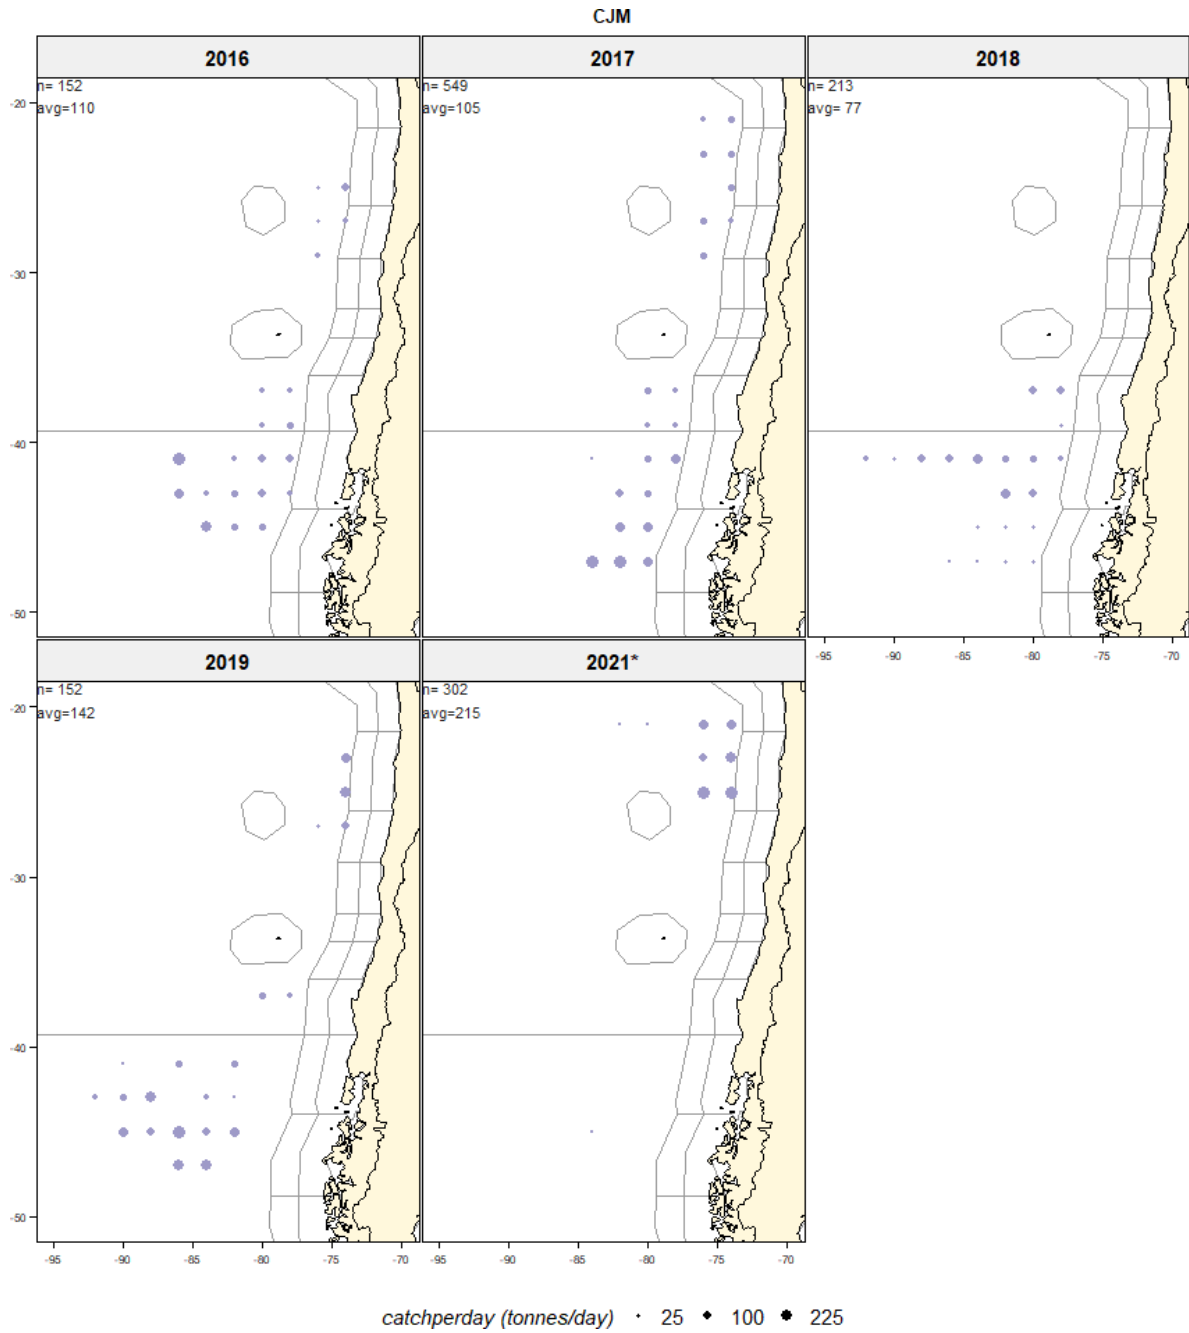 CJM
2016
2017
2018
n= 152
avg=110
n= 549
avg=105
n= 213
avg= 77
-20
-30
-40
-50
-95 -90 -85 -80 -75 -70
2019
2021*
n= 152
avg=142
n= 302
avg=215
-20
-30
-40
-50
-95 -90 -85 -80 -75 -70
-95 -90 -85 -80 -75 -70
catchperday (tonnes/day) 25 100 225